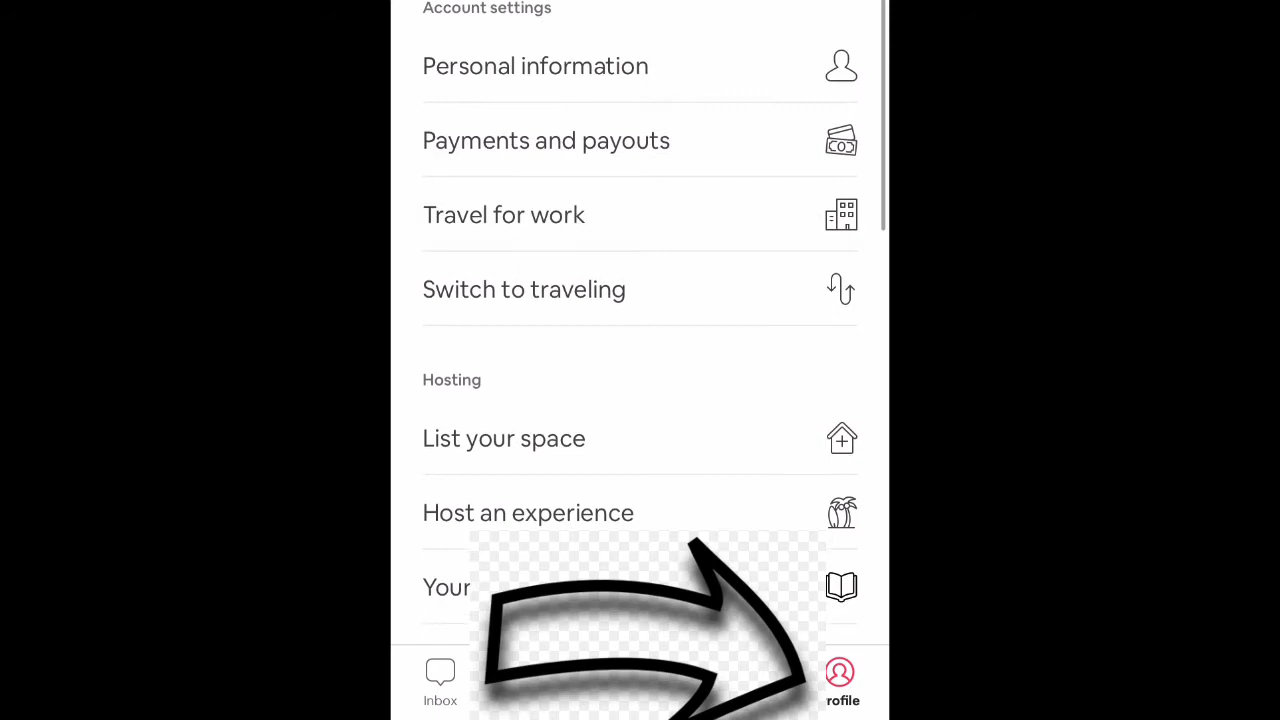 Account settings
Personal information
Payments and payouts
Travel for work
Switch to traveling
Hosting
List your space
Host an experience
Your
Inbox
rofile